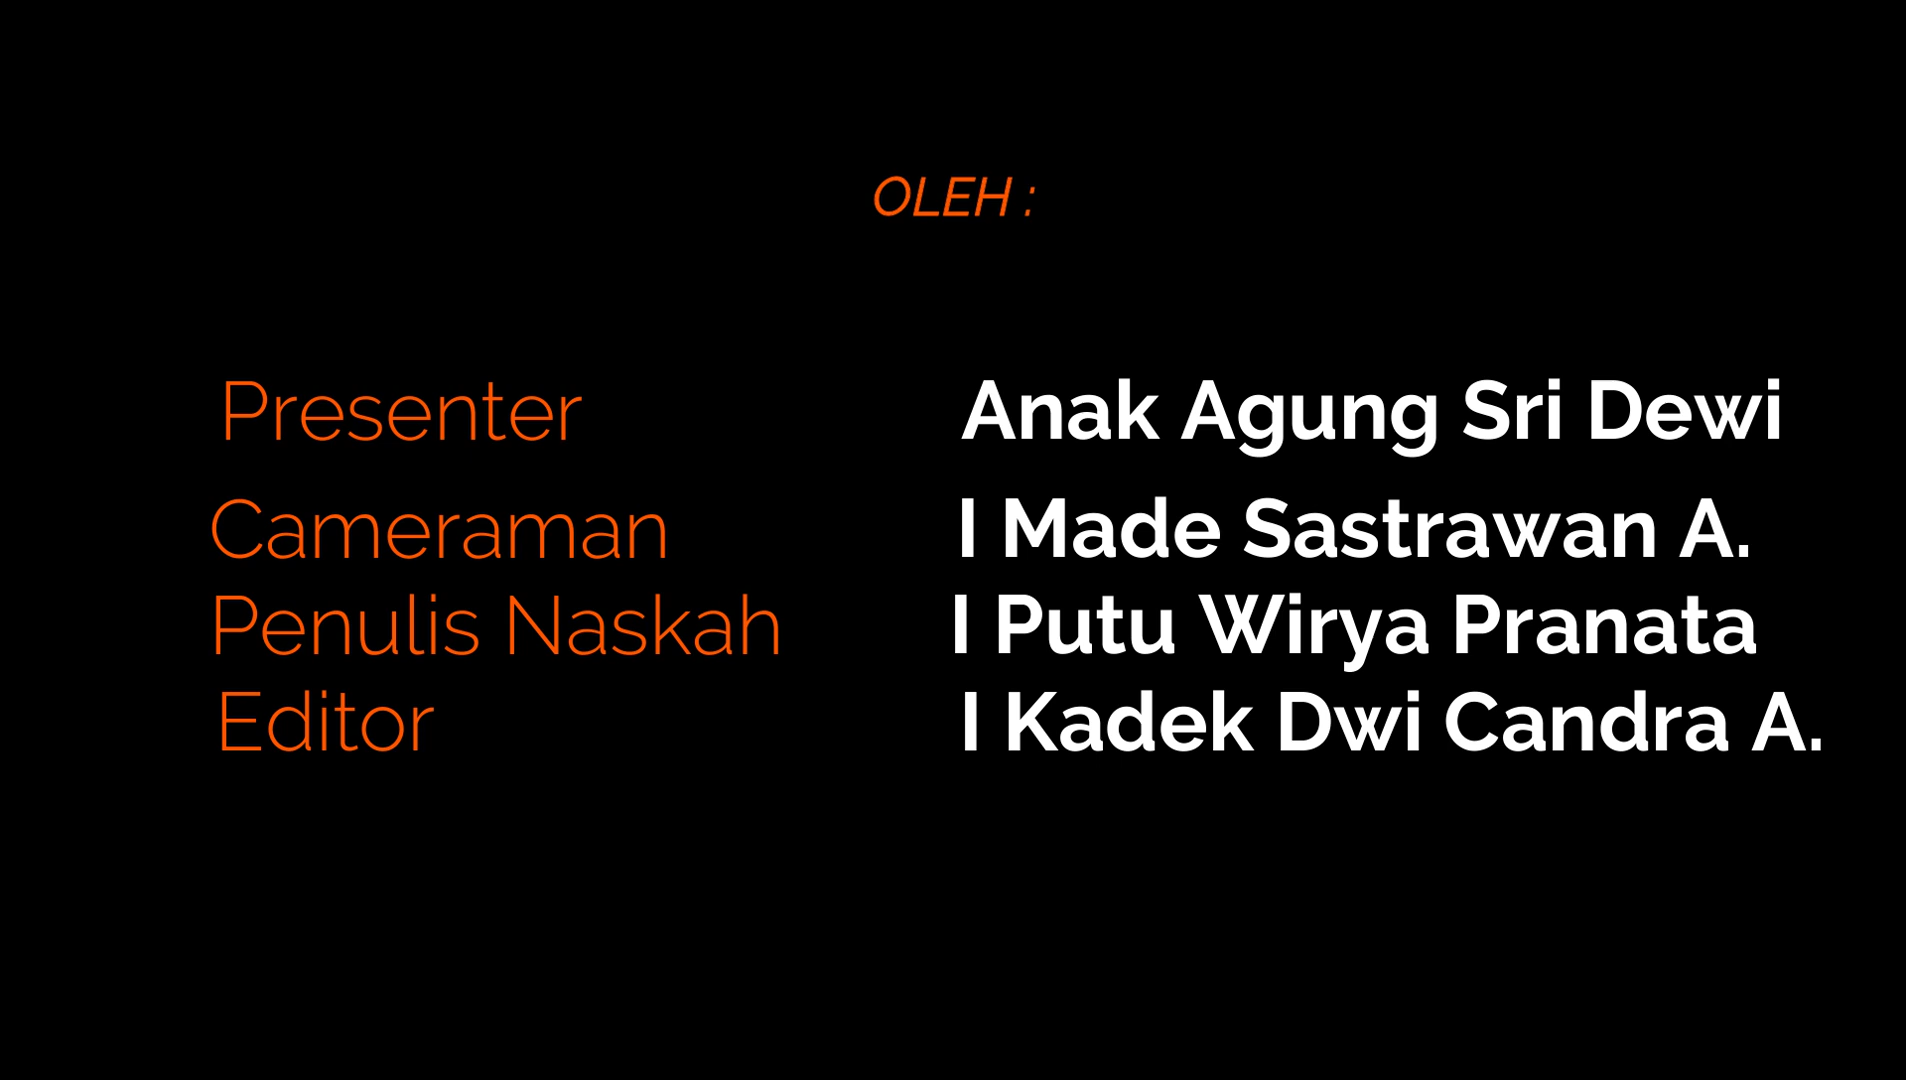 OLEH :
Presenter Anak Agung Sri Dewi
Cameraman I Made Sastrawan A.
Penulis Naskah I Putu Wirya Pranata
Editor I Kadek Dwi Candra A.